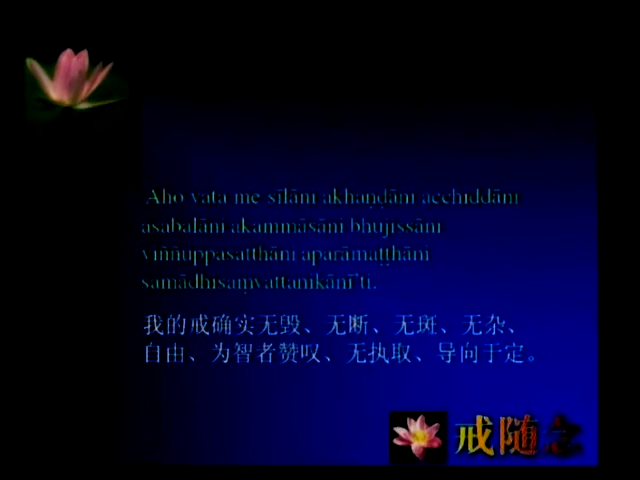 Aho vata me sīlāni akhaṇḍāni acchiddāni
asabalāni akammāsāni bhujissāni
viññuppasatthāni aparāmaṭṭhāni
samādhisaṃvattanikānī'ti.
我的戒确实无毁、无断、无斑、无杂、
自由、为智者赞叹、无执取、导向于定。
戒随念